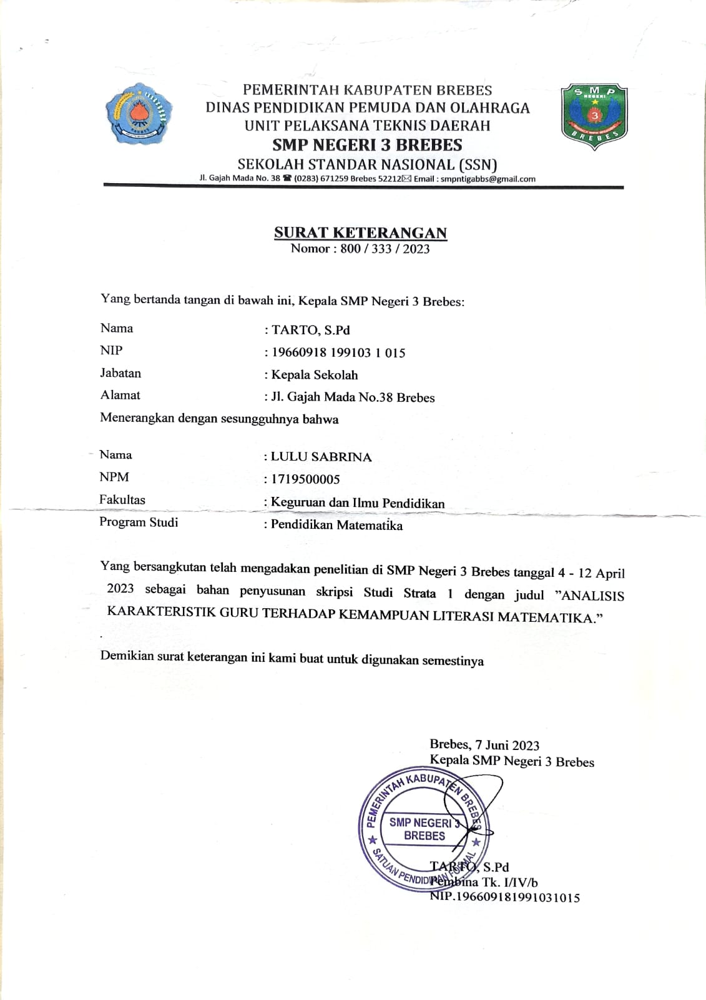 PEMERINTAH KABUPATEN BREBES
DINAS PENDIDIKAN PEMUDA DAN OLAHRAGA
UNIT PELAKSANA TEKNIS DAERAH
SMP NEGERI 3 BREBES
SEKOLAH STANDAR NASIONAL (SSN)
Jl. Gajah Mada No. 38 ☎ (0283) 671259 Brebes 52212✉ Email : smpntigabbs@gmail.com
BREBES
SMP
NEGERI
3
BREBES
SURAT KETERANGAN
Nomor : 800 / 333 / 2023
Yang bertanda tangan di bawah ini, Kepala SMP Negeri 3 Brebes:
Nama : TARTO, S.Pd
NIP : 19660918 199103 1 015
Jabatan : Kepala Sekolah
Alamat : Jl. Gajah Mada No.38 Brebes
Menerangkan dengan sesungguhnya bahwa
Nama : LULU SABRINA
NPM : 1719500005
Fakultas : Keguruan dan Ilmu Pendidikan
Program Studi : Pendidikan Matematika
Yang bersangkutan telah mengadakan penelitian di SMP Negeri 3 Brebes tanggal 4 - 12 April
2023 sebagai bahan penyusunan skripsi Studi Strata 1 dengan judul ”ANALISIS
KARAKTERISTIK GURU TERHADAP KEMAMPUAN LITERASI MATEMATIKA.”
.
Demikian surat keterangan ini kami buat untuk digunakan semestinya
Brebes, 7 Juni 2023
Kepala SMP Negeri 3 Brebes
PEMERINTAH KABUPATEN BREBES
SMP NEGERI 3
BREBES
★ SATUAN PENDIDIKAN FORMAL ★
TARTO, S.Pd
Pembina Tk. I/IV/b
NIP.196609181991031015